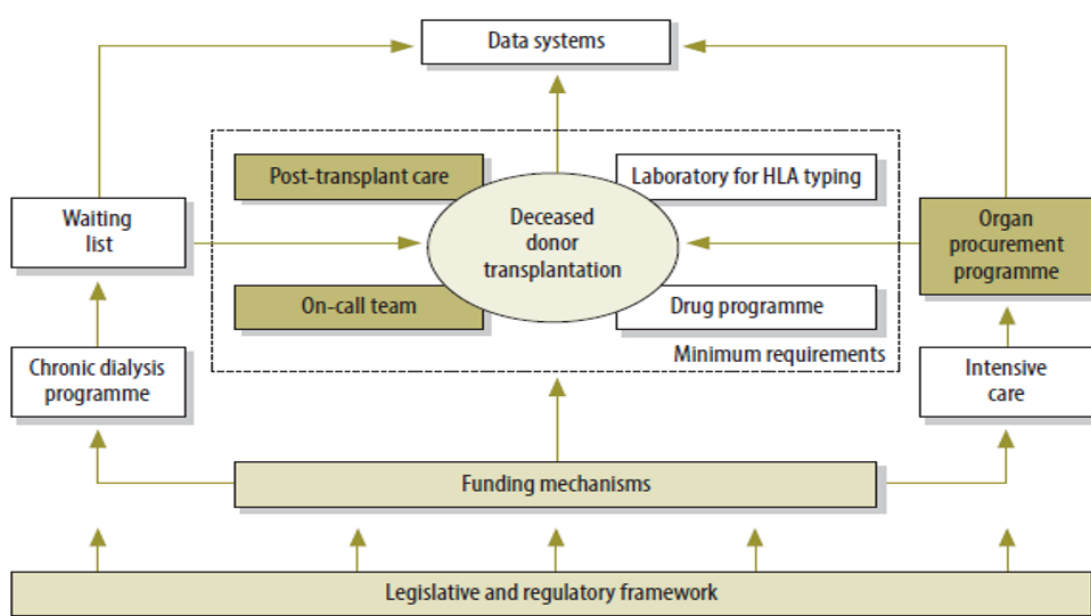 Data systems
Post-transplant care
Laboratory for HLA typing
Waiting
list
Deceased
donor
transplantation
Organ
procurement
programme
On-call team
Drug programme
Minimum requirements
Chronic dialysis
programme
Intensive
care
Funding mechanisms
Legislative and regulatory framework